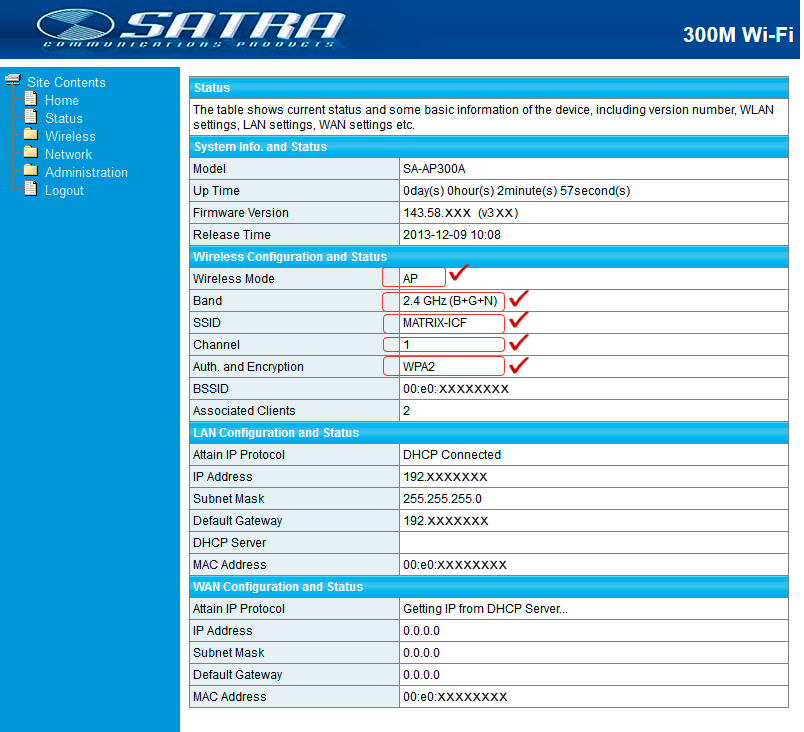 SATRA
COMMUNICATIONS PRODUCTS
300M Wi-Fi
Site Contents
Home
Status
Wireless
Network
Administration
Logout
Status
The table shows current status and some basic information of the device, including version number, WLAN
settings, LAN settings, WAN settings etc.
System Info. and Status
Model SA-AP300A
Up Time 0day(s) 0hour(s) 2minute(s) 57second(s)
Firmware Version 143.58.XXX (v3XX)
Release Time 2013-12-09 10:08
Wireless Configuration and Status
Wireless Mode AP
Band 2.4 GHz (B+G+N)
SSID MATRIX-ICF
Channel 1
Auth. and Encryption WPA2
BSSID 00:e0:XXXXXXXX
Associated Clients 2
LAN Configuration and Status
Attain IP Protocol DHCP Connected
IP Address 192.XXXXXXX
Subnet Mask 255.255.255.0
Default Gateway 192.XXXXXXX
DHCP Server
MAC Address 00:e0:XXXXXXXX
WAN Configuration and Status
Attain IP Protocol Getting IP from DHCP Server...
IP Address 0.0.0.0
Subnet Mask 0.0.0.0
Default Gateway 0.0.0.0
MAC Address 00:e0:XXXXXXXX